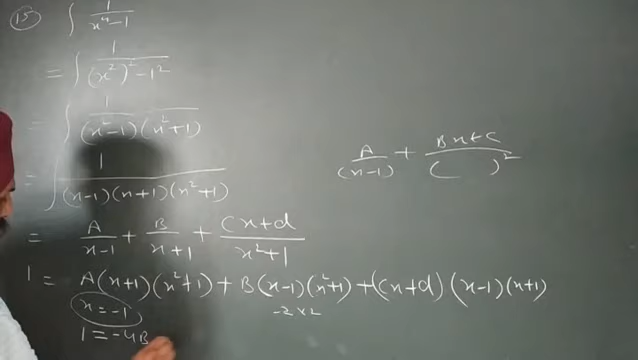 15) ∫ 1/(x⁴-1)
= ∫ 1/((x²)²-1²)
= ∫ 1/((x²-1)(x²+1))
= ∫ 1/((x-1)(x+1)(x²+1))
A/(x-1) + (Bx+C)/( )²
= A/(x-1) + B/(x+1) + (Cx+d)/(x²+1)
1 = A(x+1)(x²+1) + B(x-1)(x²+1) + (Cx+d)(x-1)(x+1)
x = -1
-2×2
1 = -4B